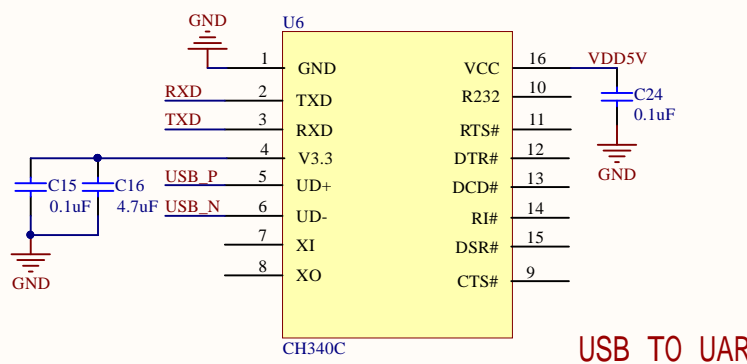 GND
U6
1
GND
VCC
16
VDD5V
RXD
2
TXD
R232
10
C24
0.1uF
TXD
3
RXD
RTS#
11
4
V3.3
DTR#
12
GND
C15
0.1uF
C16
4.7uF
USB_P
5
UD+
DCD#
13
USB_N
6
UD-
RI#
14
7
XI
DSR#
15
GND
8
XO
CTS#
9
CH340C
USB TO UAR